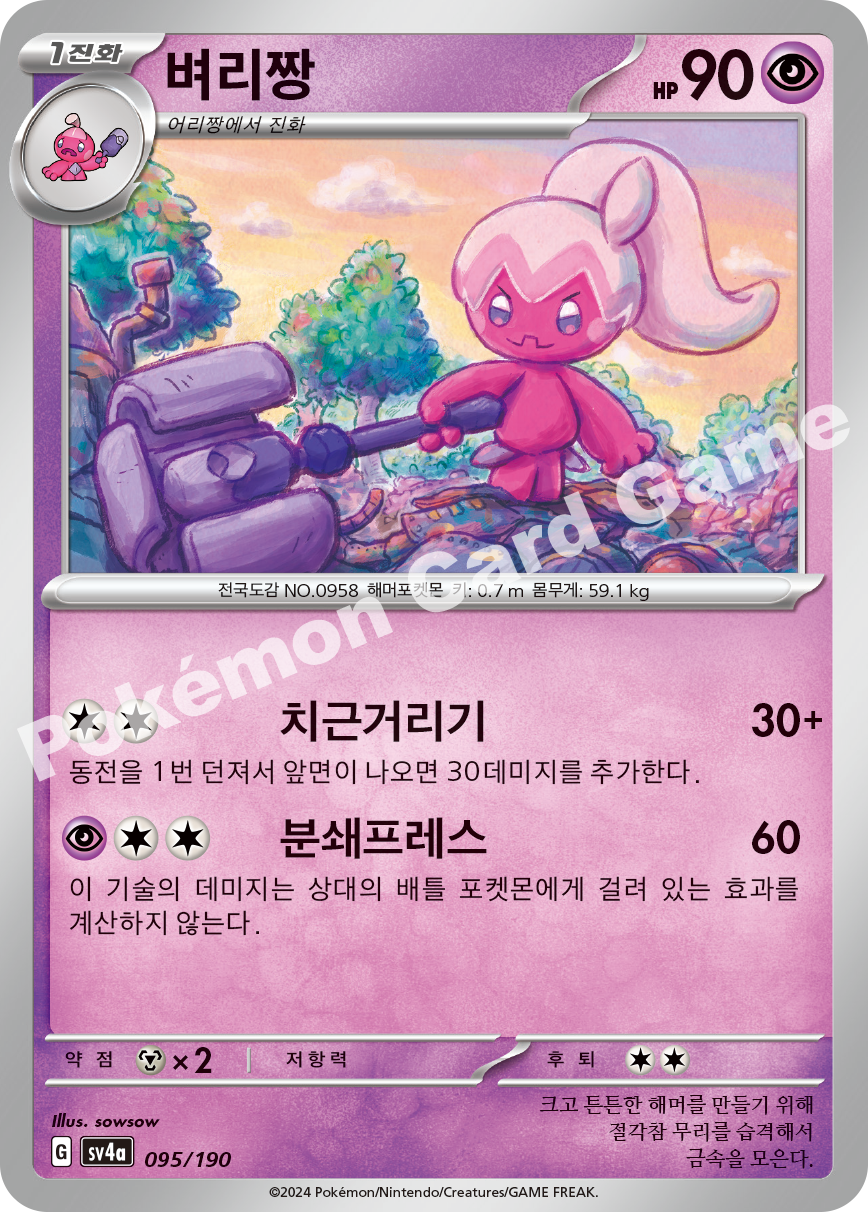 1진화
벼리짱
HP 90
어리짱에서 진화
전국도감 NO.0958 해머포켓몬 키: 0.7 m 몸무게: 59.1 kg
Pokémon Card Game
치근거리기 30+
동전을 1번 던져서 앞면이 나오면 30데미지를 추가한다.
분쇄프레스 60
이 기술의 데미지는 상대의 배틀 포켓몬에게 걸려 있는 효과를
계산하지 않는다.
약점 ×2 저항력 후퇴
Illus. sowsow
크고 튼튼한 해머를 만들기 위해
절각참 무리를 습격해서
금속을 모은다.
G sv4a 095/190
©2024 Pokémon/Nintendo/Creatures/GAME FREAK.